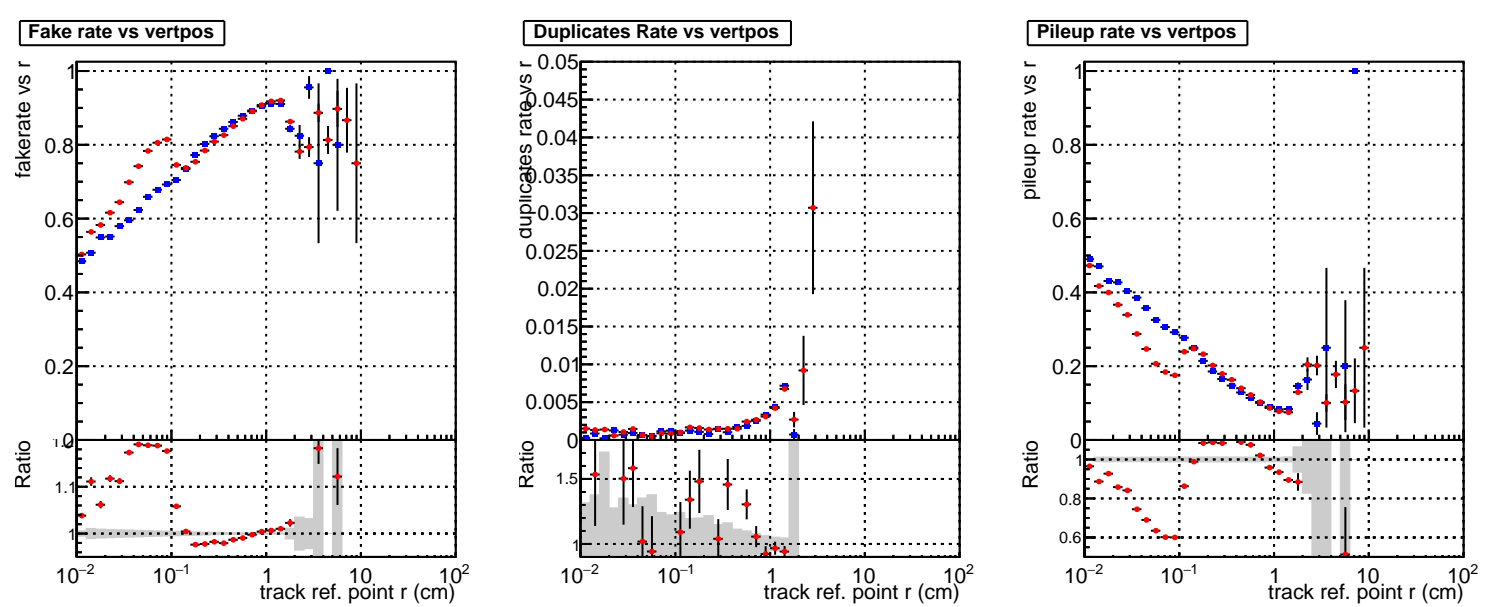 Fake rate vs vertpos
fakerate vs r
1
0.8
0.6
0.4
0.2
0
Ratio
1.1
1
10⁻² 10⁻¹ 1 10 10²
track ref. point r (cm)
Duplicates Rate vs vertpos
duplicates rate vs r
0.05
0.045
0.04
0.035
0.03
0.025
0.02
0.015
0.01
0.005
0
Ratio
1.5
1
10⁻² 10⁻¹ 1 10 10²
track ref. point r (cm)
Pileup rate vs vertpos
pileup rate vs r
1
0.8
0.6
0.4
0.2
0
Ratio
1
0.8
0.6
10⁻² 10⁻¹ 1 10 10²
track ref. point r (cm)